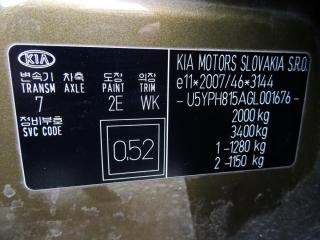 KIA
변속기 차축 도장 의장
TRANSM AXLE PAINT TRIM
7 2E WK
정비부호
SVC CODE
0.52
KIA MOTORS SLOVAKIA S.R.O.
e11*2007/46*3144
- U5YPH815AGL001676 -
2000 kg
3400 kg
1 -1280 kg
2 -1150 kg